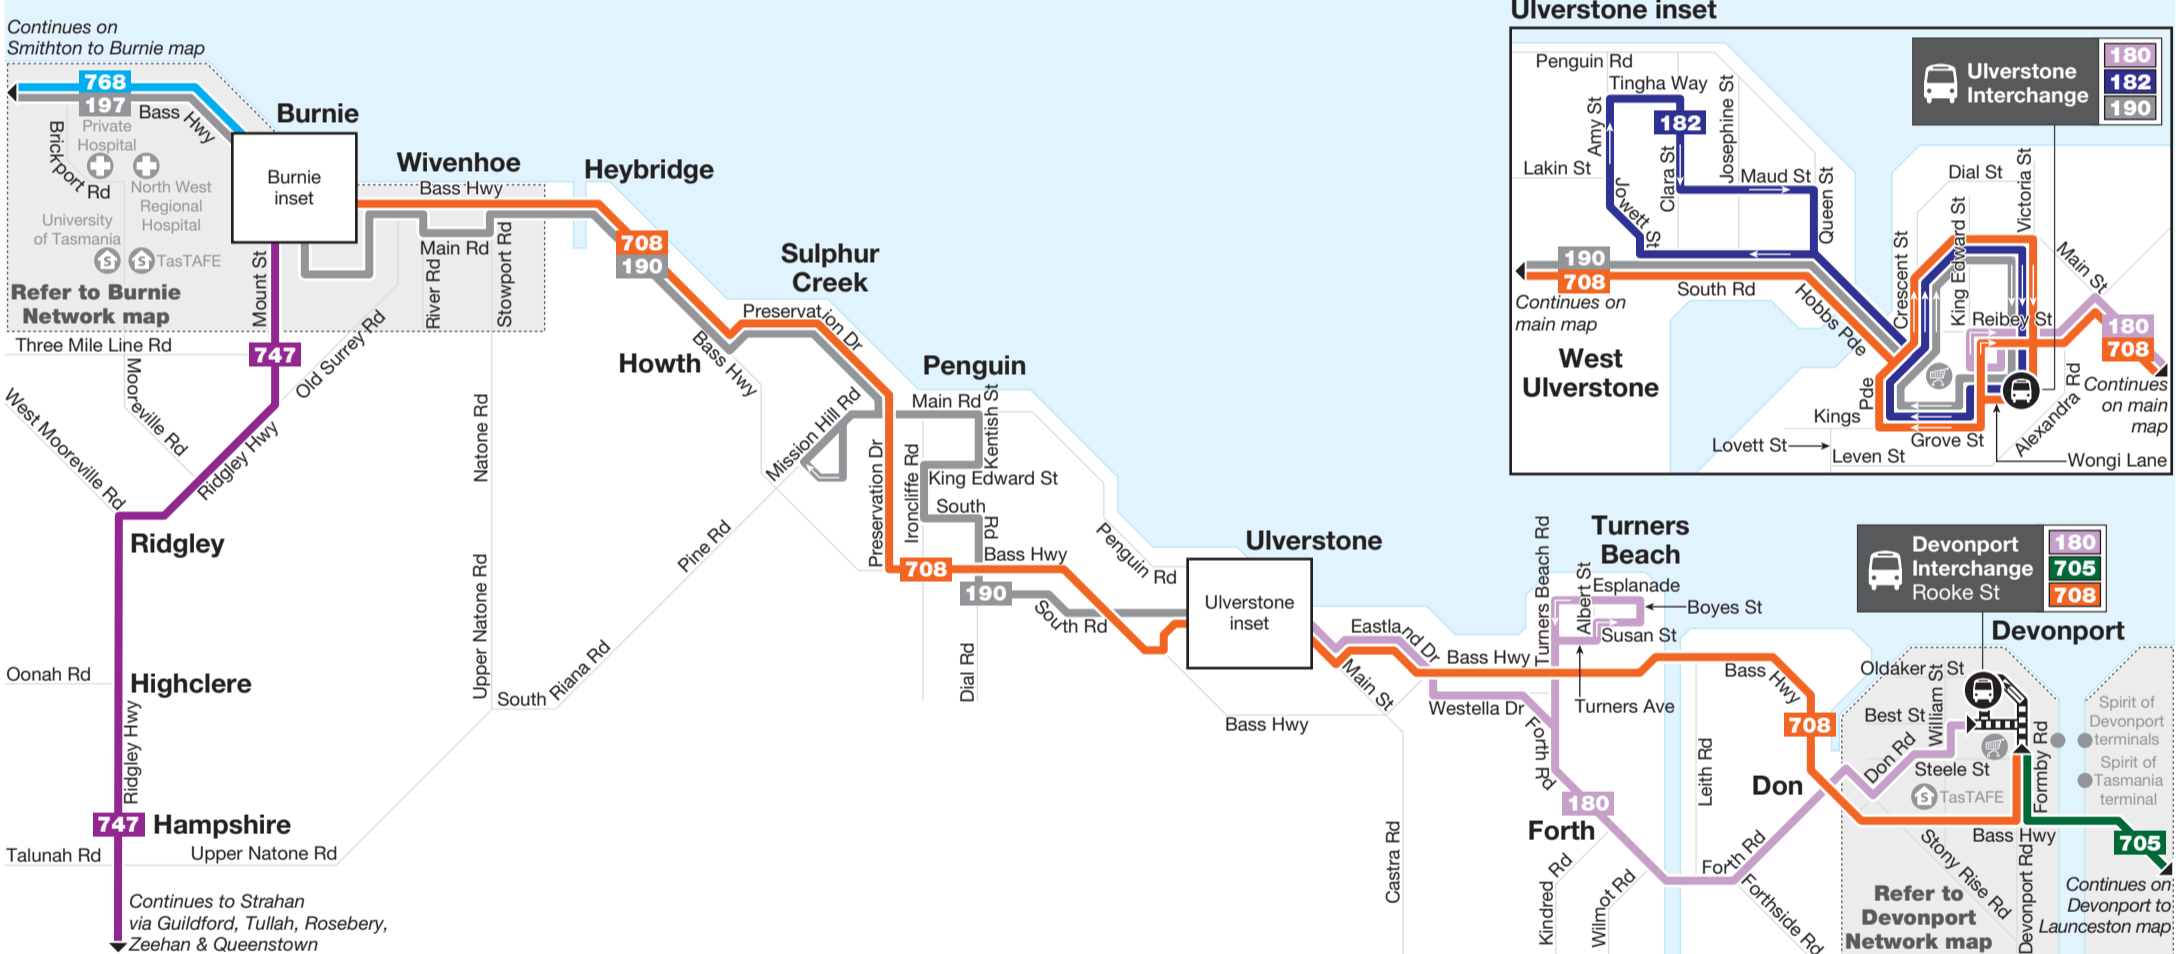 Continues on
Smithton to Burnie map
768
197
Bass Hwy
Private
Hospital
Brickport Rd
North West
Regional
Hospital
University
of Tasmania
TasTAFE
Refer to Burnie
Network map
Burnie
Burnie
inset
Mount St
Three Mile Line Rd
747
Mooreville Rd
Old Surrey Rd
West Mooreville Rd
Ridgley Hwy
Ridgley
Oonah Rd
Highclere
Ridgley Hwy
747
Hampshire
Talunah Rd
Upper Natone Rd
Continues to Strahan
via Guildford, Tullah, Rosebery,
Zeehan & Queenstown
Wivenhoe
Bass Hwy
Main Rd
River Rd
Stowport Rd
Natone Rd
Upper Natone Rd
South Riana Rd
Pine Rd
Heybridge
708
190
Sulphur
Creek
Preservation Dr
Howth
Bass Hwy
Penguin
Main Rd
Kentish St
Mission Hill Rd
Preservation Dr
Ironcliffe Rd
King Edward St
South Rd
Bass Hwy
708
190
South Rd
Dial Rd
Penguin Rd
Ulverstone
Ulverstone
inset
Eastland Dr
Main St
Bass Hwy
Bass Hwy
Westella Dr
Castra Rd
Turners
Beach
Turners Beach Rd
Albert St
Esplanade
Boyes St
Susan St
Turners Ave
Forth Rd
180
Forth
Kindred Rd
Wilmot Rd
Leith Rd
Forth Rd
Forthside Rd
Bass Hwy
708
Don
Devonport
Interchange
Rooke St
180
705
708
Devonport
Oldaker St
William St
Best St
Don Rd
Steele St
TasTAFE
Formby Rd
Spirit of
Devonport
terminals
Spirit of
Tasmania
terminal
Bass Hwy
705
Stony Rise Rd
Devonport Rd
Refer to
Devonport
Network map
Continues on
Devonport to
Launceston map
Ulverstone inset
Penguin Rd
Tingha Way
Amy St
182
Josephine St
Lakin St
Clara St
Maud St
Queen St
Jowett St
190
708
South Rd
Continues on
main map
Hobbs Pde
West
Ulverstone
Ulverstone
Interchange
180
182
190
Dial St
Victoria St
King Edward St
Crescent St
Main St
Reibey St
180
708
Continues
on main
map
Alexandra Rd
Kings Pde
Grove St
Lovett St
Leven St
Wongi Lane